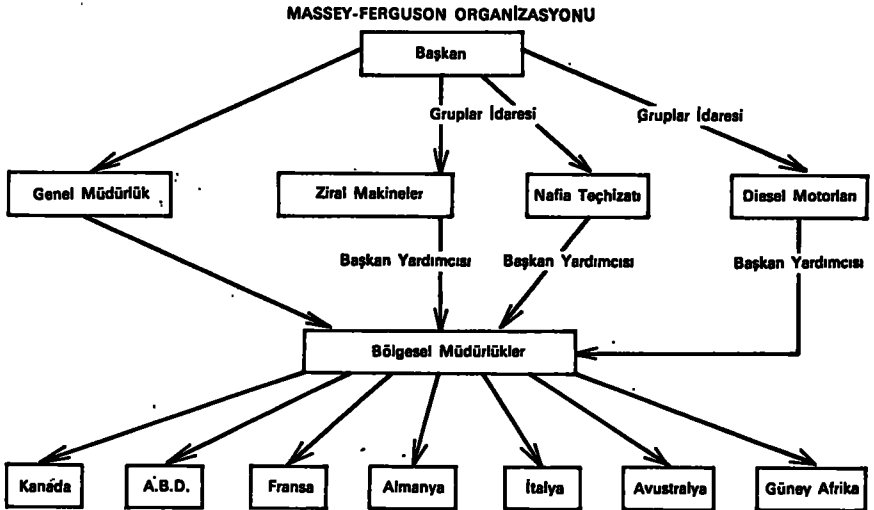 MASSEY-FERGUSON ORGANİZASYONU
Başkan
Gruplar İdaresi
Gruplar İdaresi
Genel Müdürlük
Ziraî Makineler
Nafia Teçhizatı
Diesel Motorları
Başkan Yardımcısı
Başkan Yardımcısı
Başkan Yardımcısı
Bölgesel Müdürlükler
Kanada
A.B.D.
Fransa
Almanya
İtalya
Avustralya
Güney Afrika